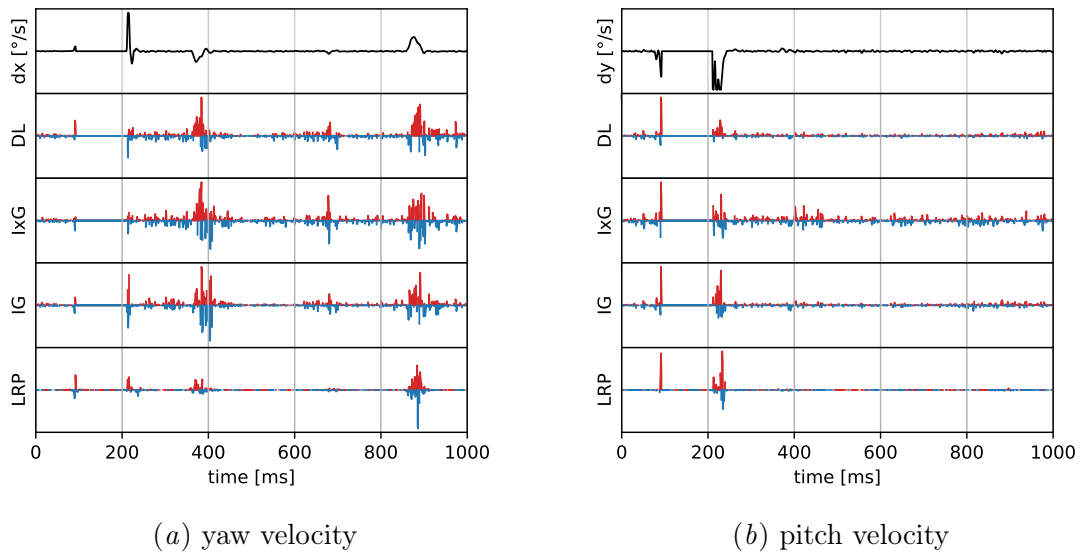 dx [°/s]
DL
IxG
IG
LRP
0 200 400 600 800 1000
time [ms]
(a) yaw velocity
dy [°/s]
DL
IxG
IG
LRP
0 200 400 600 800 1000
time [ms]
(b) pitch velocity